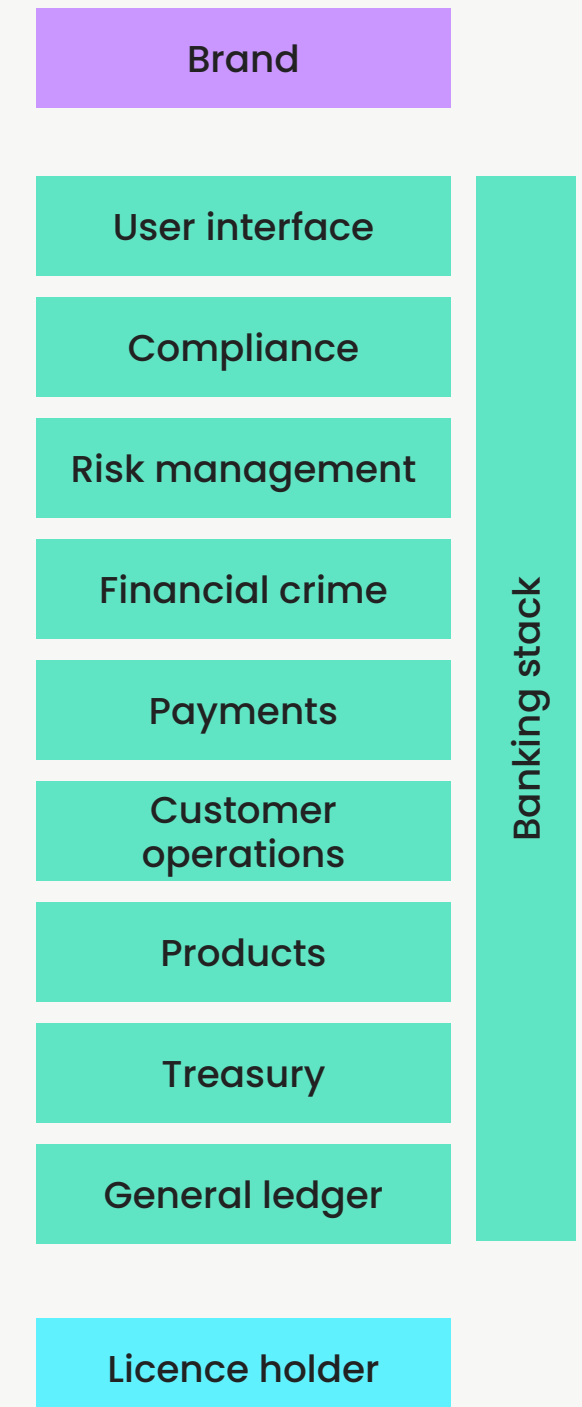 Brand
User interface
Compliance
Risk management
Financial crime
Payments
Customer
operations
Products
Treasury
General ledger
Banking stack
Licence holder